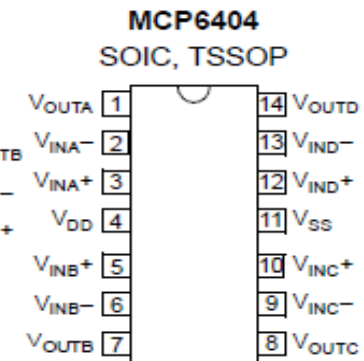 MCP6404
SOIC, TSSOP
VOUTA 1 14 VOUTD
TB VINA– 2 13 VIND–
– VINA+ 3 12 VIND+
+ VDD 4 11 VSS
VINB+ 5 10 VINC+
VINB– 6 9 VINC–
VOUTB 7 8 VOUTC